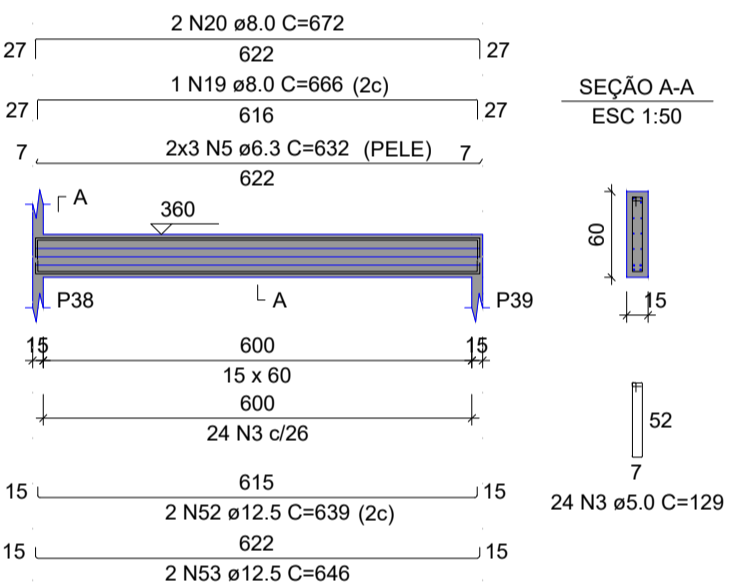 2 N20 ø8.0 C=672
27 27
622
1 N19 ø8.0 C=666 (2c)
27 27
616
2x3 N5 ø6.3 C=632 (PELE)
7 7
622
SEÇÃO A-A
ESC 1:50
A
360
A
P38
P39
60
15
15 600 15
15 x 60
600
24 N3 c/26
52
7
24 N3 ø5.0 C=129
615
15 15
2 N52 ø12.5 C=639 (2c)
622
15 15
2 N53 ø12.5 C=646